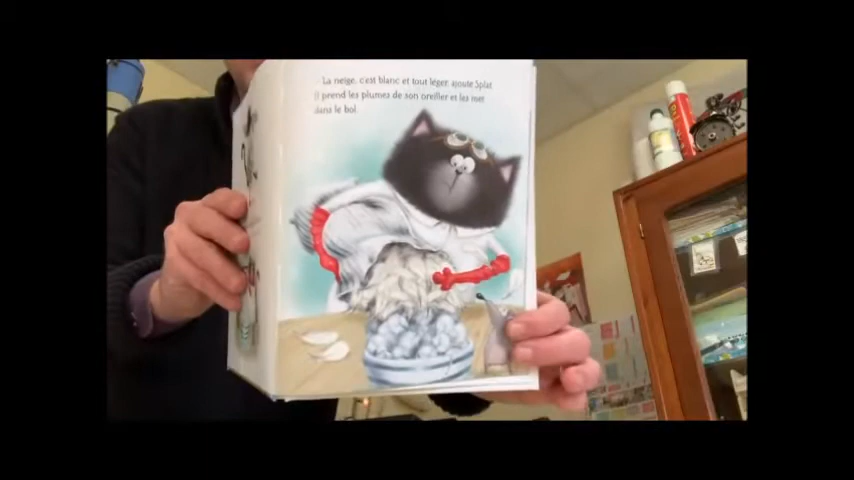 La neige, c'est blanc et tout léger, ajoute Splat.
Il prend les plumes de son oreiller et les met
dans le bol.